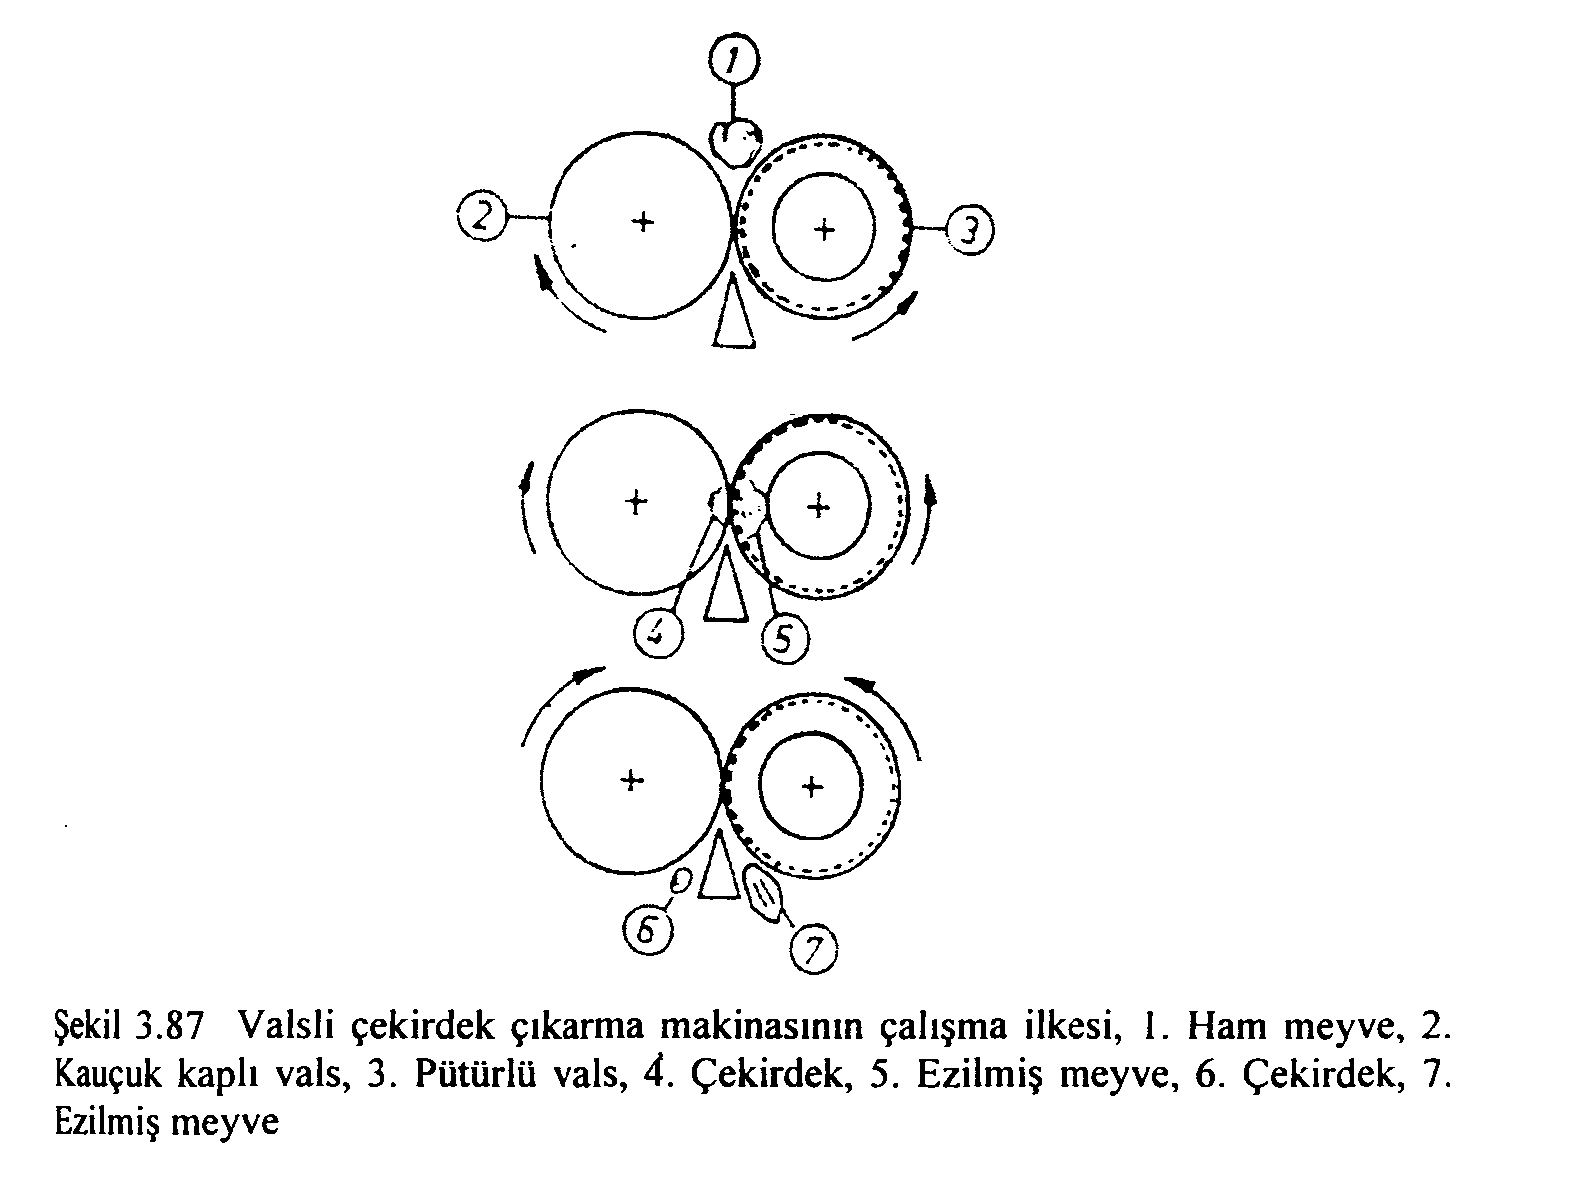 1
2
3
4
5
6
7
Şekil 3.87 Valsli çekirdek çıkarma makinasının çalışma ilkesi, 1. Ham meyve, 2.
Kauçuk kaplı vals, 3. Pütürlü vals, 4. Çekirdek, 5. Ezilmiş meyve, 6. Çekirdek, 7.
Ezilmiş meyve